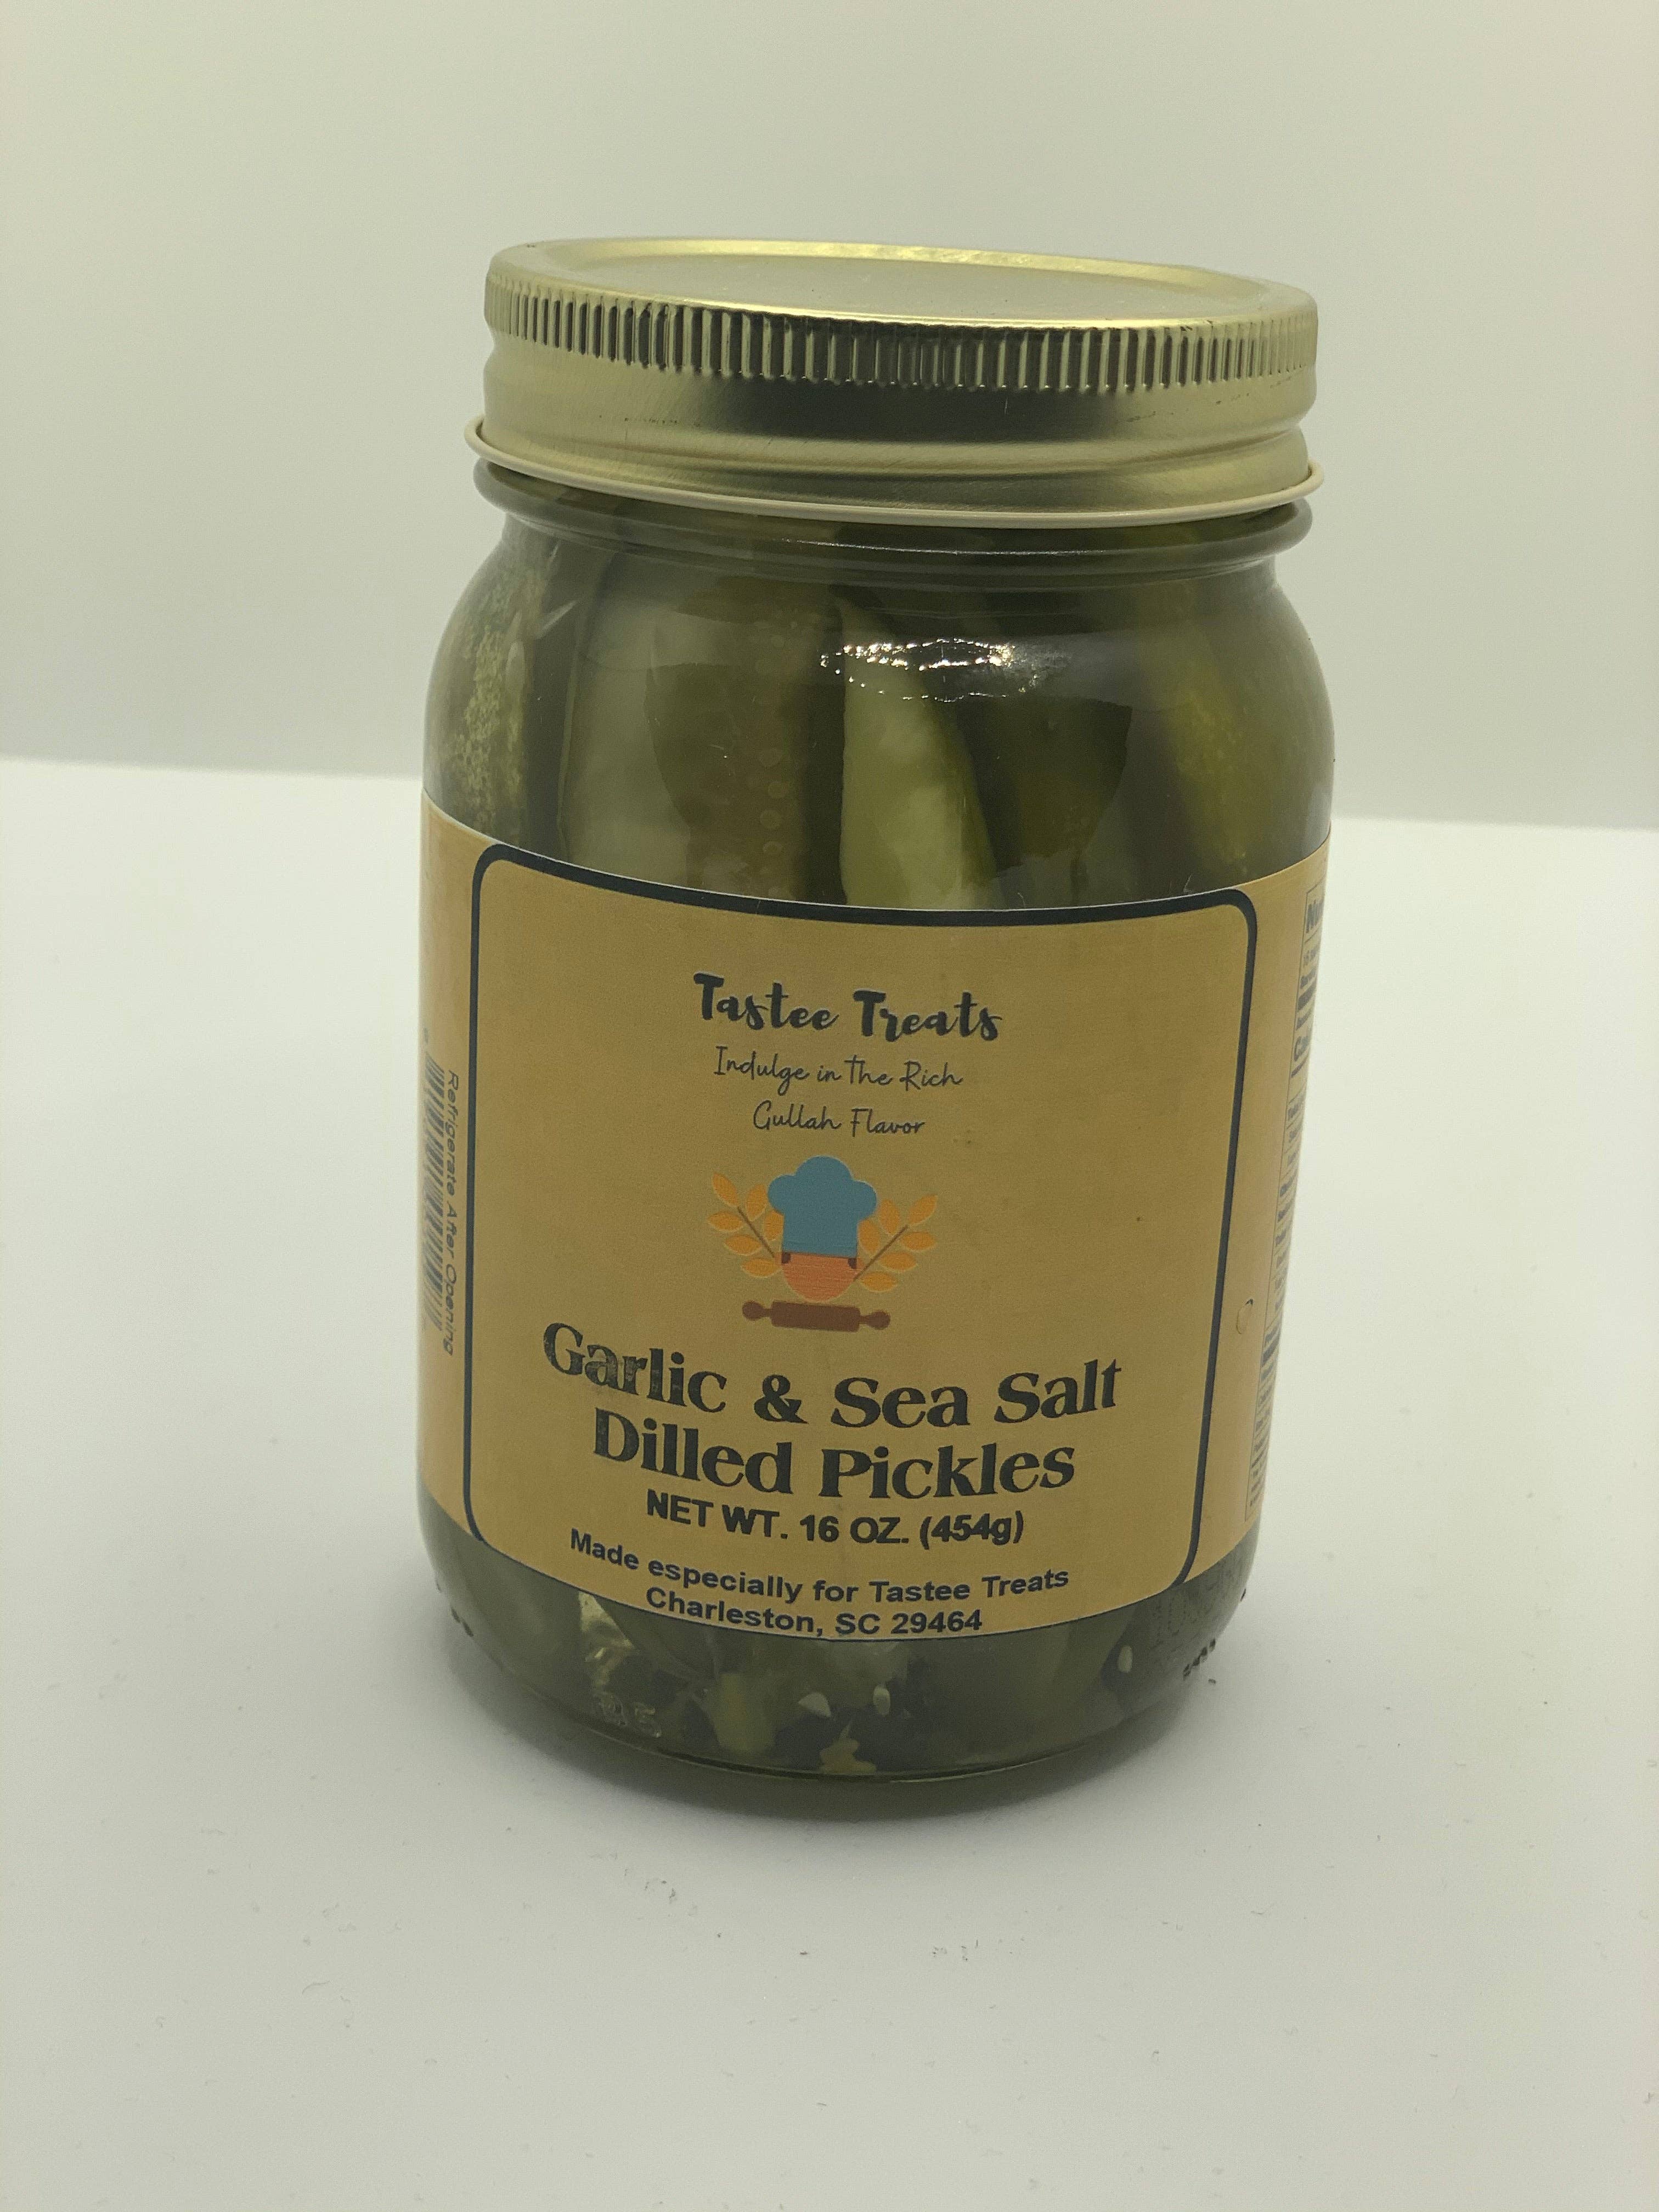 Tastee Treats
Indulge in the Rich
Gullah Flavor
Garlic & Sea Salt
Dilled Pickles
NET WT. 16 OZ. (454g)
Made especially for Tastee Treats
Charleston, SC 29464
Refrigerate After Opening